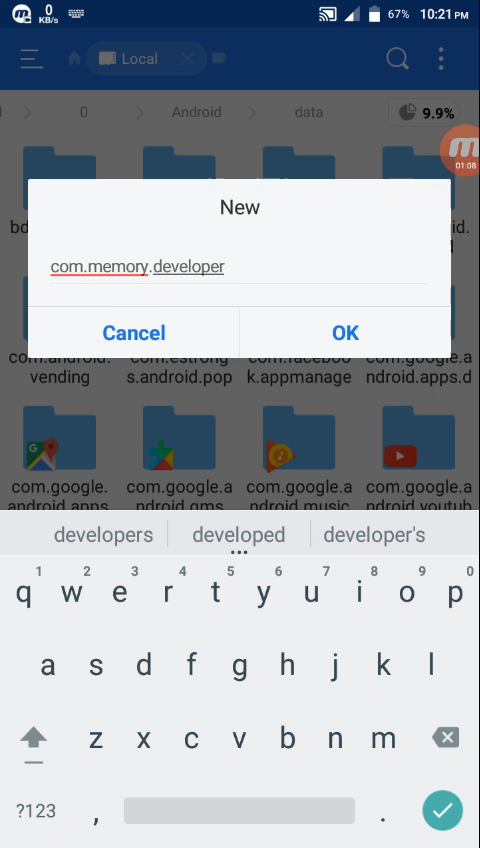 0
KB/s
67%
10:21 PM
Local
0
Android
data
9.9%
01:08
New
com.memory.developer
Cancel
OK
com.android.
vending
com.estrong
s.android.pop
com.faceboo
k.appmanage
com.google.a
ndroid.apps.d
com.google.
android.apps
com.google.a
ndroid.gms
com.google.a
ndroid.music
com.google.a
ndroid.youtub
developers
developed
developer's
1 2 3 4 5 6 7 8 9 0
q w e r t y u i o p
a s d f g h j k l
z x c v b n m
?123 , .